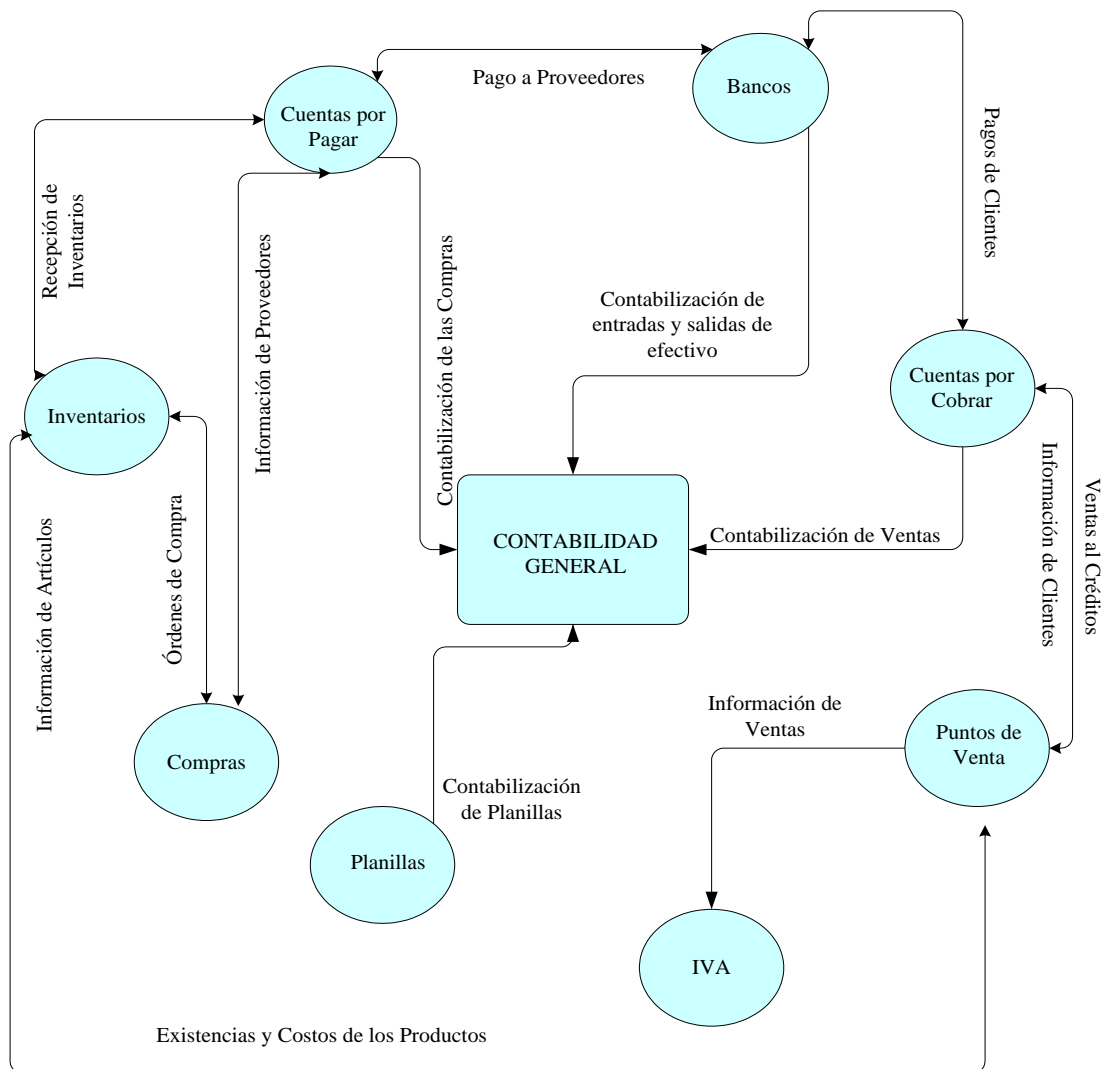 Pago a Proveedores
Bancos
Cuentas por
Pagar
Pagos de Clientes
Recepción de
Inventarios
Información de Proveedores
Contabilización de las Compras
Contabilización de
entradas y salidas de
efectivo
Cuentas por
Cobrar
Inventarios
Información de Artículos
Órdenes de Compra
CONTABILIDAD
GENERAL
Contabilización de Ventas
Ventas al Créditos
Información de Clientes
Información de
Ventas
Puntos de
Venta
Compras
Contabilización
de Planillas
Planillas
IVA
Existencias y Costos de los Productos